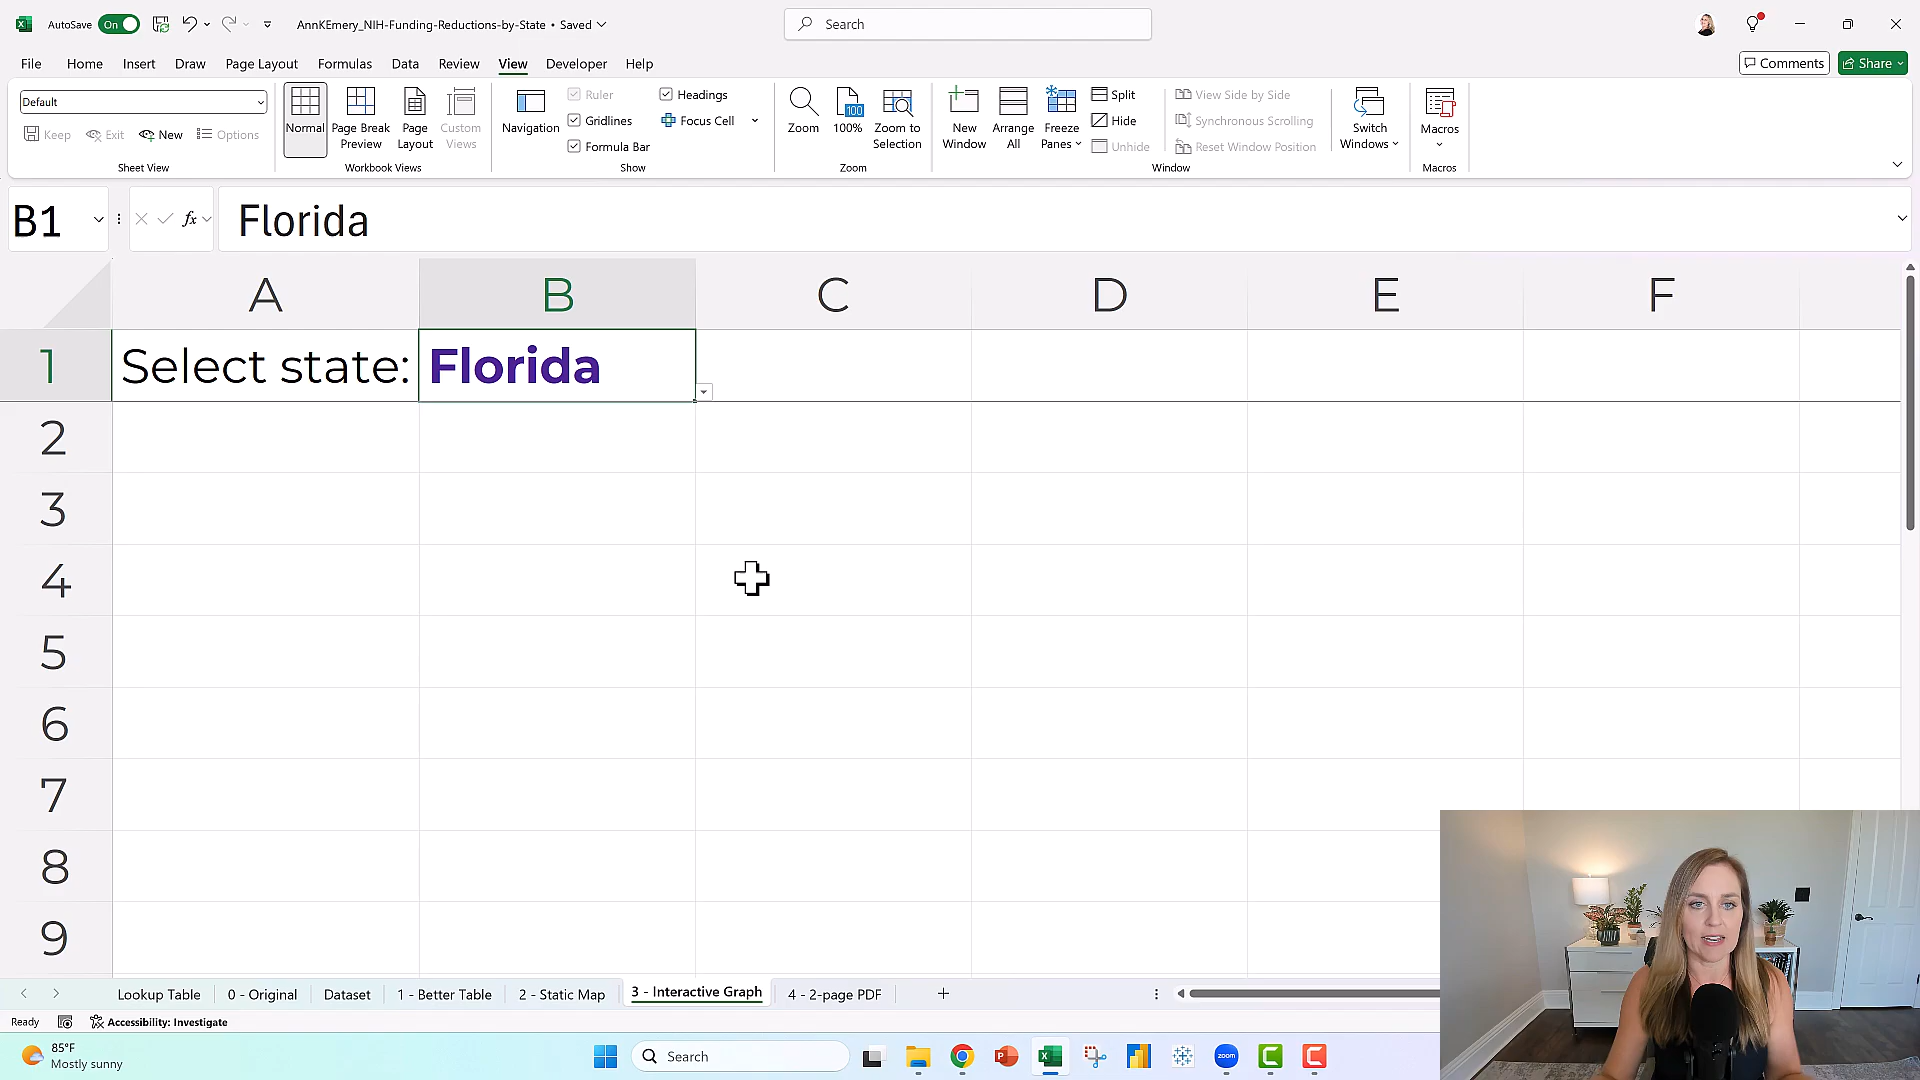 AutoSave On AnnKEmery_NIH-Funding-Reductions-by-State • Saved Search
File Home Insert Draw Page Layout Formulas Data Review View Developer Help Comments Share
Default
Keep Exit New Options
Sheet View
Normal Page Break Preview Page Layout Custom Views
Workbook Views
Navigation
Ruler Headings
Gridlines Focus Cell
Formula Bar
Show
Zoom 100% Zoom to Selection
100
Zoom
New Window Arrange All Freeze Panes
Split
Hide
Unhide
View Side by Side
Synchronous Scrolling
Reset Window Position
Switch Windows
Window
Macros
Macros
B1 fx Florida
A B C D E F
1 Select state: Florida
2
3
4
5
6
7
8
9
Lookup Table 0 - Original Dataset 1 - Better Table 2 - Static Map 3 - Interactive Graph 4 - 2-page PDF
Ready Accessibility: Investigate
85°F
Mostly sunny
Search
zoom